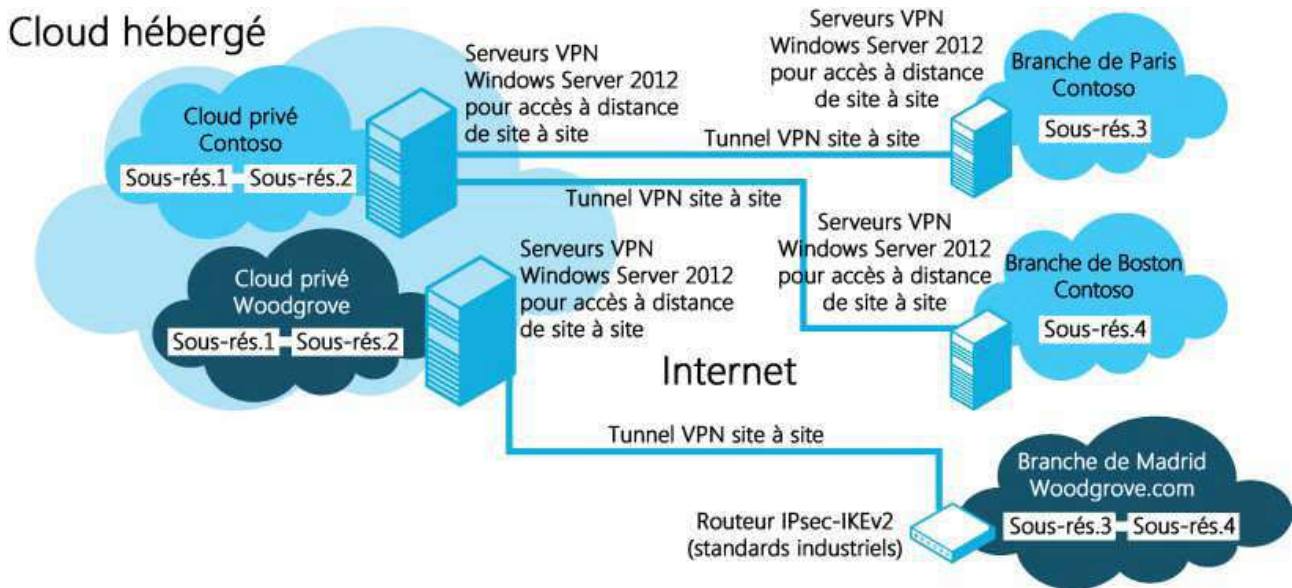 Cloud hébergé
Serveurs VPN
Windows Server 2012
pour accès à distance
de site à site
Cloud privé
Contoso
Sous-rés.1
Sous-rés.2
Serveurs VPN
Windows Server 2012
pour accès à distance
de site à site
Branche de Paris
Contoso
Sous-rés.3
Tunnel VPN site à site
Tunnel VPN site à site
Cloud privé
Woodgrove
Sous-rés.1
Sous-rés.2
Serveurs VPN
Windows Server 2012
pour accès à distance
de site à site
Serveurs VPN
Windows Server 2012
pour accès à distance
de site à site
Branche de Boston
Contoso
Sous-rés.4
Internet
Tunnel VPN site à site
Routeur IPsec-IKEv2
(standards industriels)
Branche de Madrid
Woodgrove.com
Sous-rés.3
Sous-rés.4